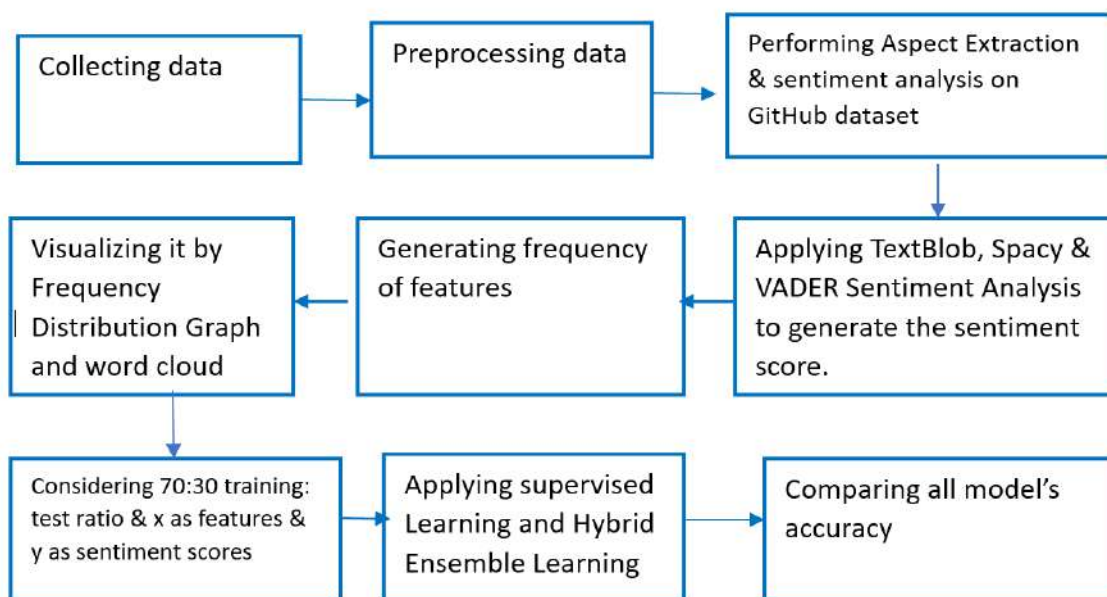 Collecting data
Preprocessing data
Performing Aspect Extraction
& sentiment analysis on
GitHub dataset
Applying TextBlob, Spacy &
VADER Sentiment Analysis
to generate the sentiment
score.
Generating frequency
of features
Visualizing it by
Frequency
Distribution Graph
and word cloud
Considering 70:30 training:
test ratio & x as features &
y as sentiment scores
Applying supervised
Learning and Hybrid
Ensemble Learning
Comparing all model’s
accuracy